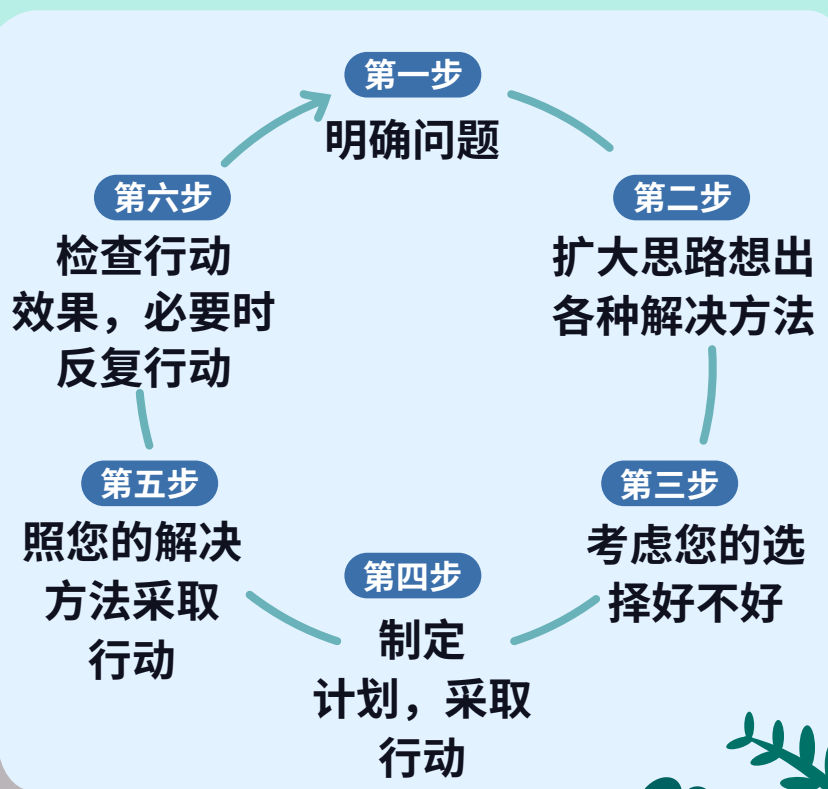 第一步
明确问题
第二步
扩大思路想出
各种解决方法
第三步
考虑您的选
择好不好
第四步
制定
计划，采取
行动
第五步
照您的解决
方法采取
行动
第六步
检查行动
效果，必要时
反复行动